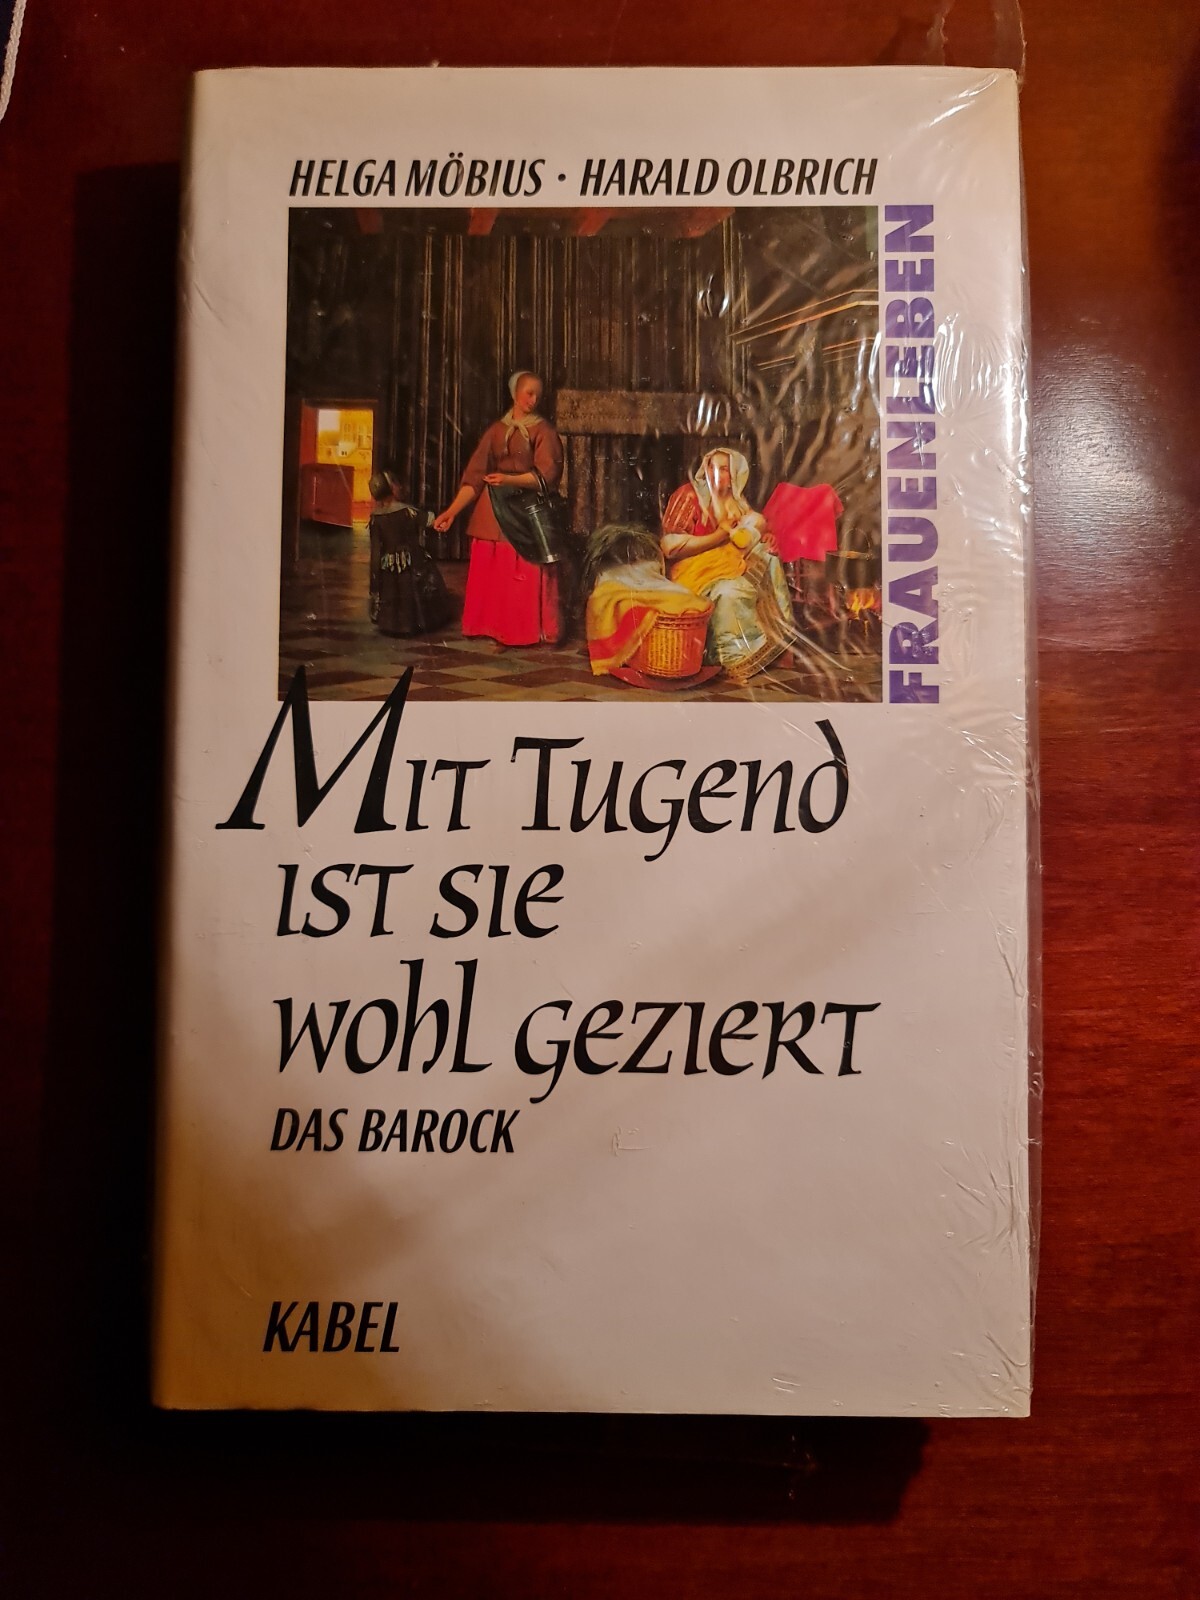 HELGA MÖBIUS · HARALD OLBRICH
FRAUENLEBEN
MIT TUGEND
IST SIE
WOHL GEZIERT
DAS BAROCK
KABEL